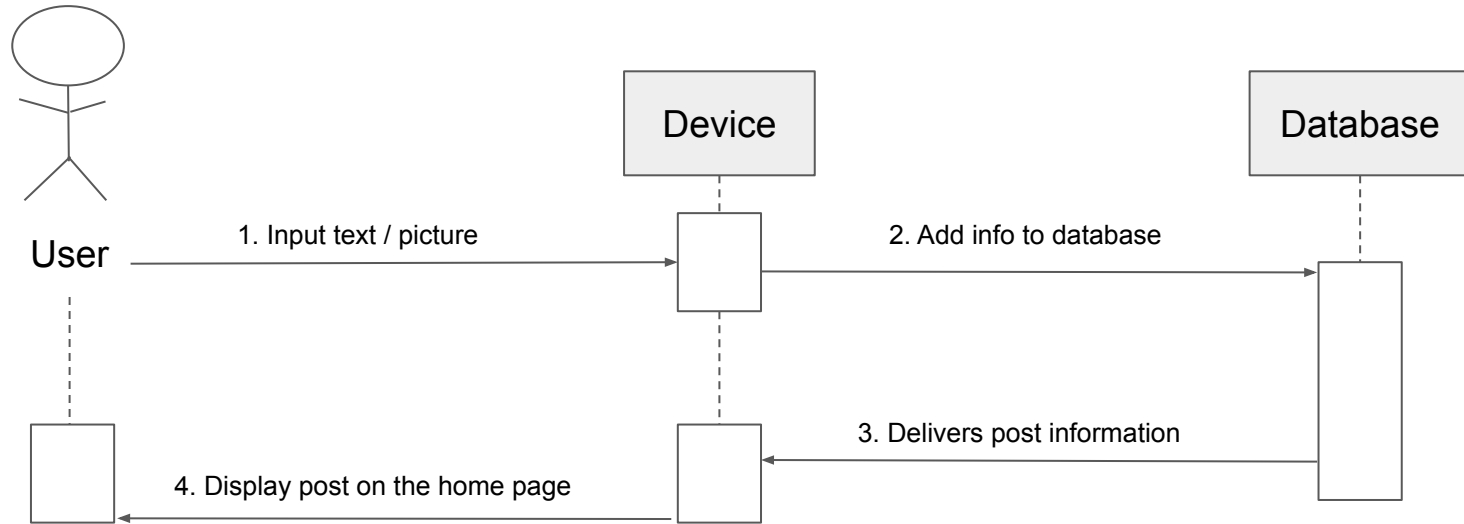 Device
Database
1. Input text / picture
2. Add info to database
User
3. Delivers post information
4. Display post on the home page